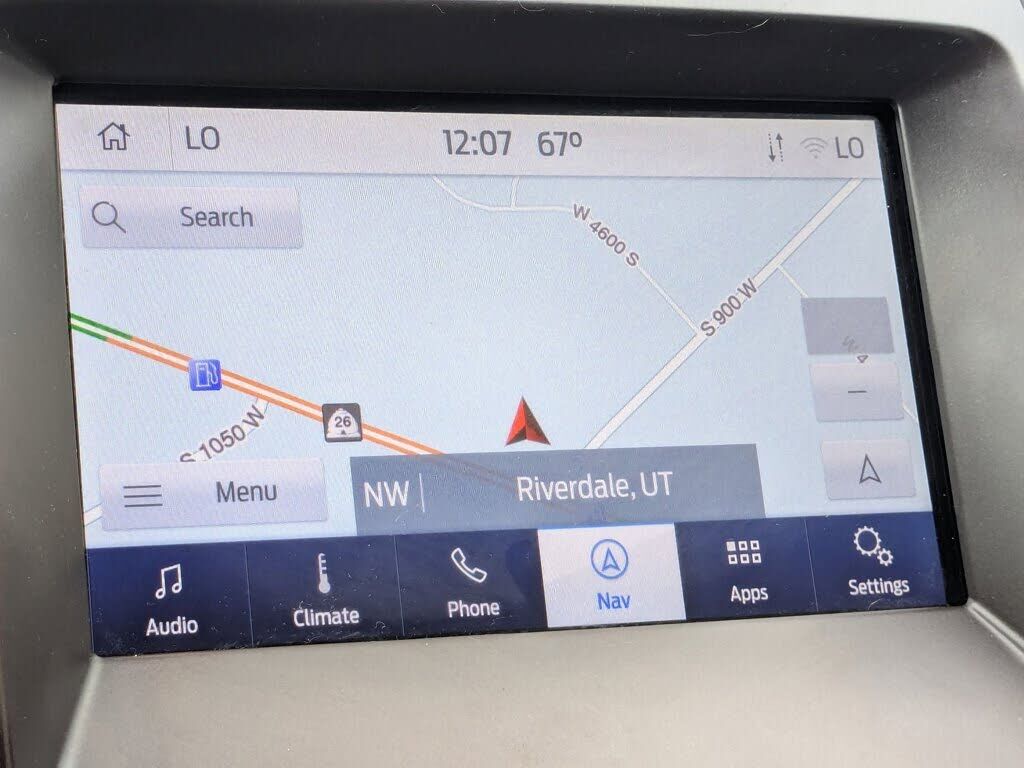 LO 12:07 67° LO
Search
W 4600 S
S 900 W
26
S 1050 W
Menu
NW
Riverdale, UT
Audio
Climate
Phone
Nav
Apps
Settings